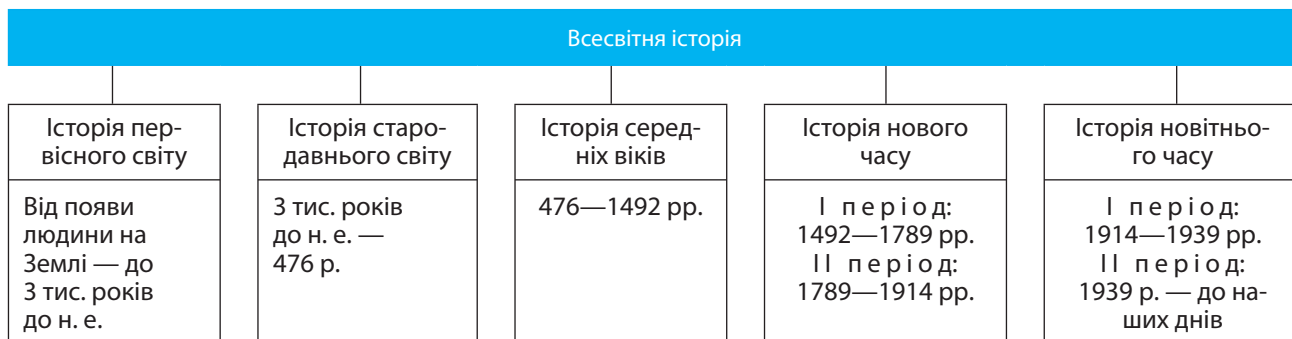 Всесвітня історія
Історія пер-
вісного світу
Від появи
людини на
Землі — до
3 тис. років
до н. е.
Історія старо-
давнього світу
3 тис. років
до н. е. —
476 р.
Історія серед-
ніх віків
476—1492 рр.
Історія нового
часу
І період:
1492—1789 рр.
ІІ період:
1789—1914 рр.
Історія новітньо-
го часу
І період:
1914—1939 рр.
ІІ період:
1939 р. — до на-
ших днів